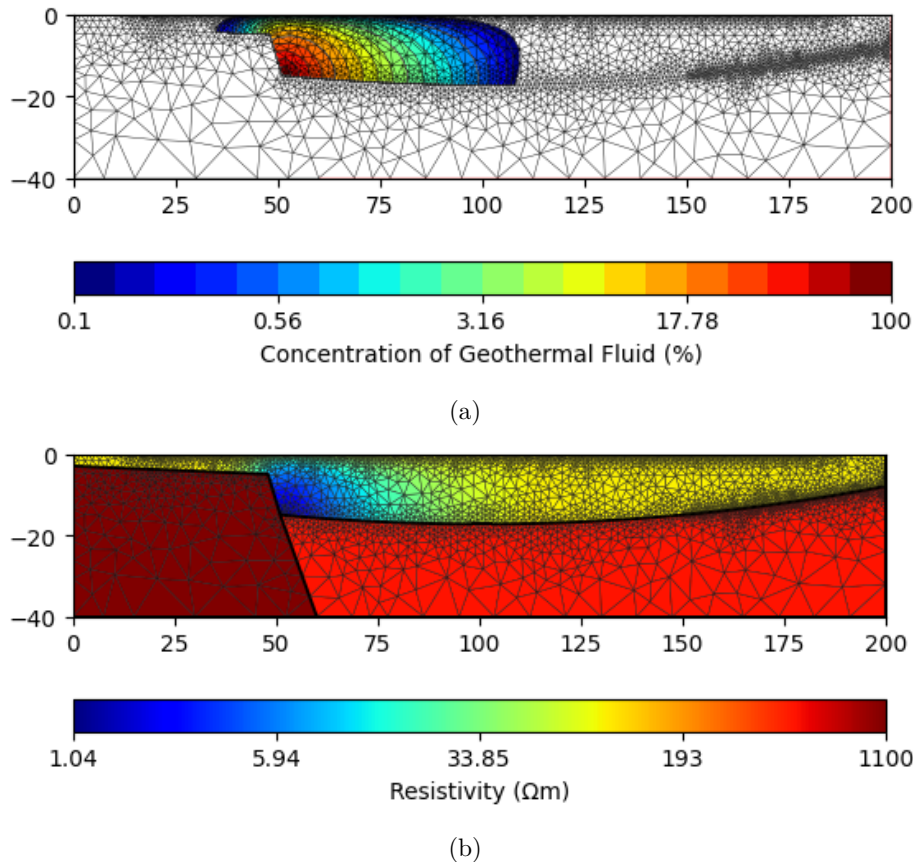 0
−20
−40
0 25 50 75 100 125 150 175 200
0.1 0.56 3.16 17.78 100
Concentration of Geothermal Fluid (%)
(a)
0
−20
−40
0 25 50 75 100 125 150 175 200
1.04 5.94 33.85 193 1100
Resistivity (Ωm)
(b)